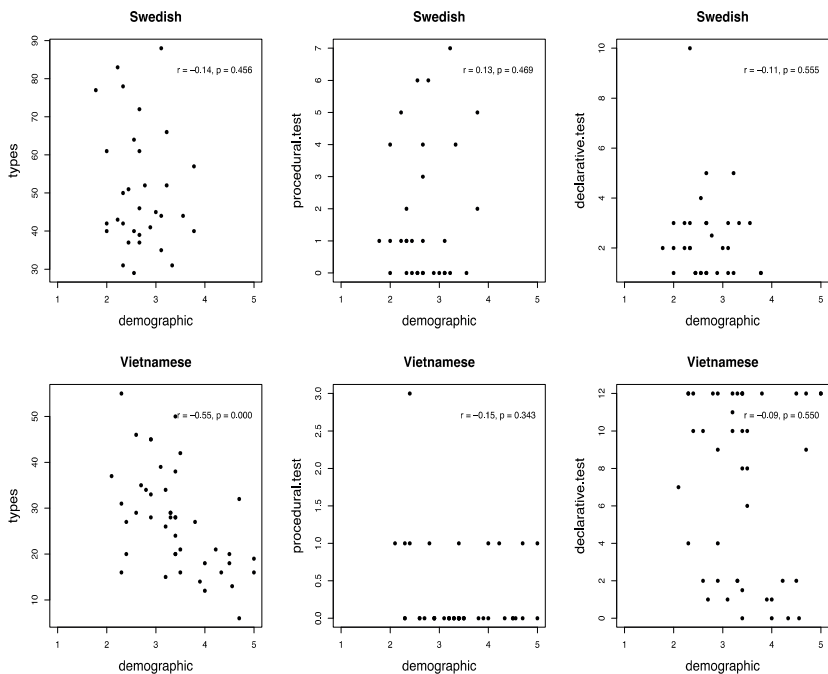 Swedish
r = −0.14, p = 0.456
types
90
80
70
60
50
40
30
1 2 3 4 5
demographic
Swedish
r = 0.13, p = 0.469
procedural.test
7
6
5
4
3
2
1
0
1 2 3 4 5
demographic
Swedish
r = −0.11, p = 0.555
declarative.test
10
8
6
4
2
1 2 3 4 5
demographic
Vietnamese
r = −0.55, p = 0.000
types
50
40
30
20
10
1 2 3 4 5
demographic
Vietnamese
r = −0.15, p = 0.343
procedural.test
3.0
2.5
2.0
1.5
1.0
0.5
0.0
1 2 3 4 5
demographic
Vietnamese
r = −0.09, p = 0.550
declarative.test
12
10
8
6
4
2
0
1 2 3 4 5
demographic